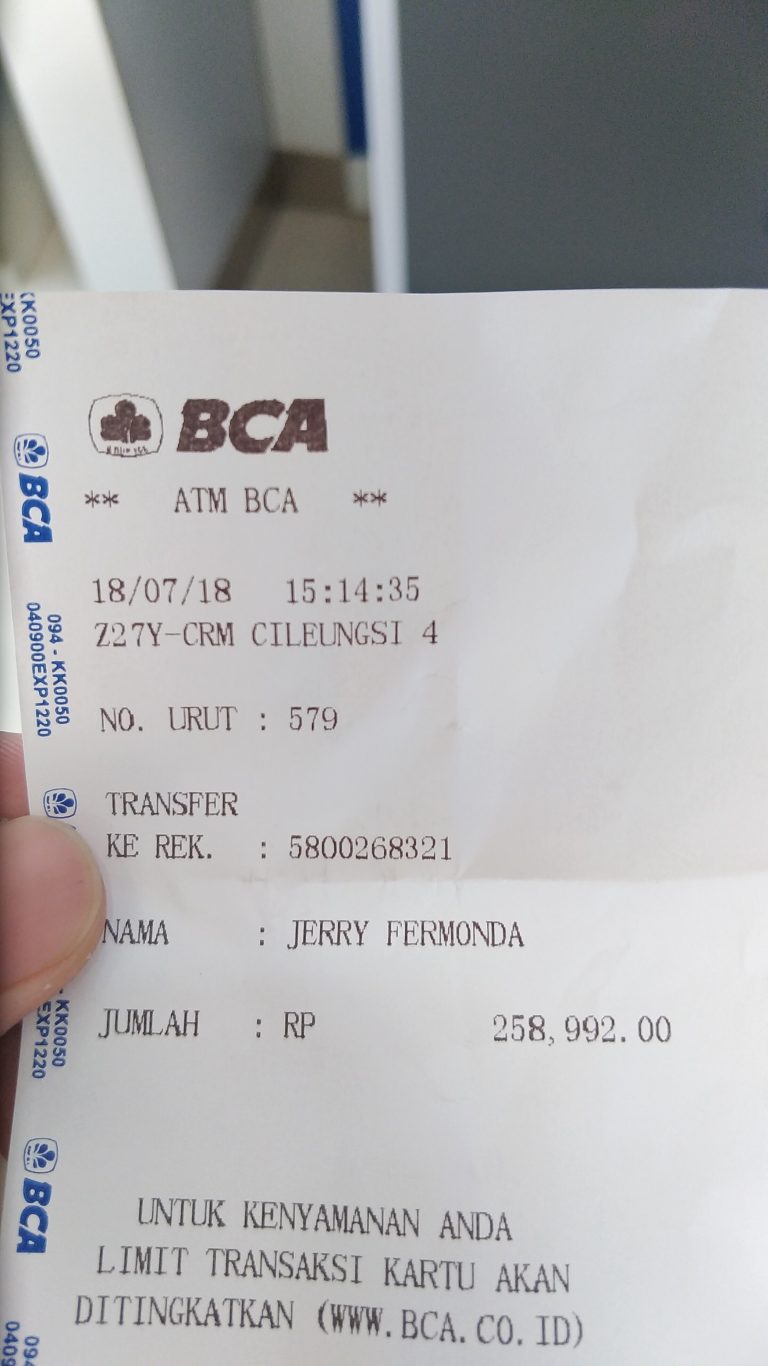 BCA
** ATM BCA **
18/07/18 15:14:35
Z27Y-CRM CILEUNGSI 4
NO. URUT : 579
TRANSFER
KE REK. : 5800268321
NAMA : JERRY FERMONDA
JUMLAH : RP 258,992.00
UNTUK KENYAMANAN ANDA
LIMIT TRANSAKSI KARTU AKAN
DITINGKATKAN (WWW.BCA.CO.ID)
KK0050
EXP1220
BCA
094 - KK0050
040900EXP1220
- KK0050
EXP1220
BCA
094
0409